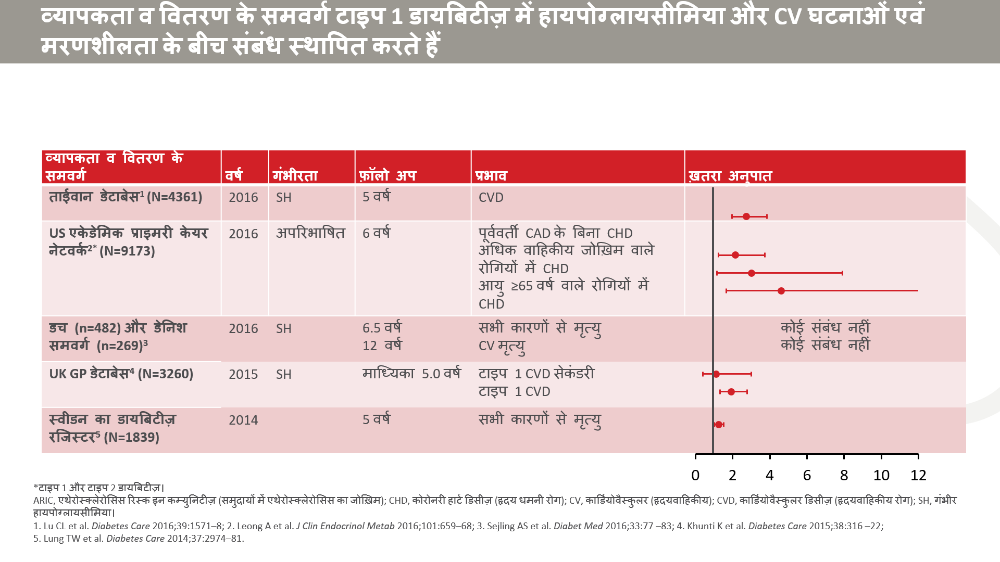 व्यापकता व वितरण के समवर्ग टाइप 1 डायबिटीज़ में हायपोग्लायसीमिया और CV घटनाओं एवं
मरणशीलता के बीच संबंध स्थापित करते हैं
व्यापकता व वितरण के
समवर्ग
वर्ष
गंभीरता
फ़ॉलो अप
प्रभाव
ख़तरा अनुपात
ताईवान डेटाबेस¹ (N=4361)
2016
SH
5 वर्ष
CVD
US एकेडेमिक प्राइमरी केयर
नेटवर्क²* (N=9173)
2016
अपरिभाषित
6 वर्ष
पूर्ववर्ती CAD के बिना CHD
अधिक वाहिकीय जोख़िम वाले
रोगियों में CHD
आयु ≥65 वर्ष वाले रोगियों में
CHD
डच (n=482) और डेनिश
समवर्ग (n=269)³
2016
SH
6.5 वर्ष
12 वर्ष
सभी कारणों से मृत्यु
CV मृत्यु
कोई संबंध नहीं
कोई संबंध नहीं
UK GP डेटाबेस⁴ (N=3260)
2015
SH
माध्यिका 5.0 वर्ष
टाइप 1 CVD सेकंडरी
टाइप 1 CVD
स्वीडन का डायबिटीज़
रजिस्टर⁵ (N=1839)
2014
5 वर्ष
सभी कारणों से मृत्यु
0 2 4 6 8 10 12
*टाइप 1 और टाइप 2 डायबिटीज़।
ARIC, एथेरोस्क्लेरोसिस रिस्क इन कम्युनिटीज़ (समुदायों में एथेरोस्क्लेरोसिस का जोख़िम); CHD, कोरोनरी हार्ट डिसीज़ (हृदय धमनी रोग); CV, कार्डियोवैस्कुलर (हृदयवाहिकीय); CVD, कार्डियोवैस्कुलर डिसीज़ (हृदयवाहिकीय रोग); SH, गंभीर
हायपोग्लायसीमिया।
1. Lu CL et al. Diabetes Care 2016;39:1571–8; 2. Leong A et al. J Clin Endocrinol Metab 2016;101:659–68; 3. Sejling AS et al. Diabet Med 2016;33:77 –83; 4. Khunti K et al. Diabetes Care 2015;38:316 –22;
5. Lung TW et al. Diabetes Care 2014;37:2974–81.